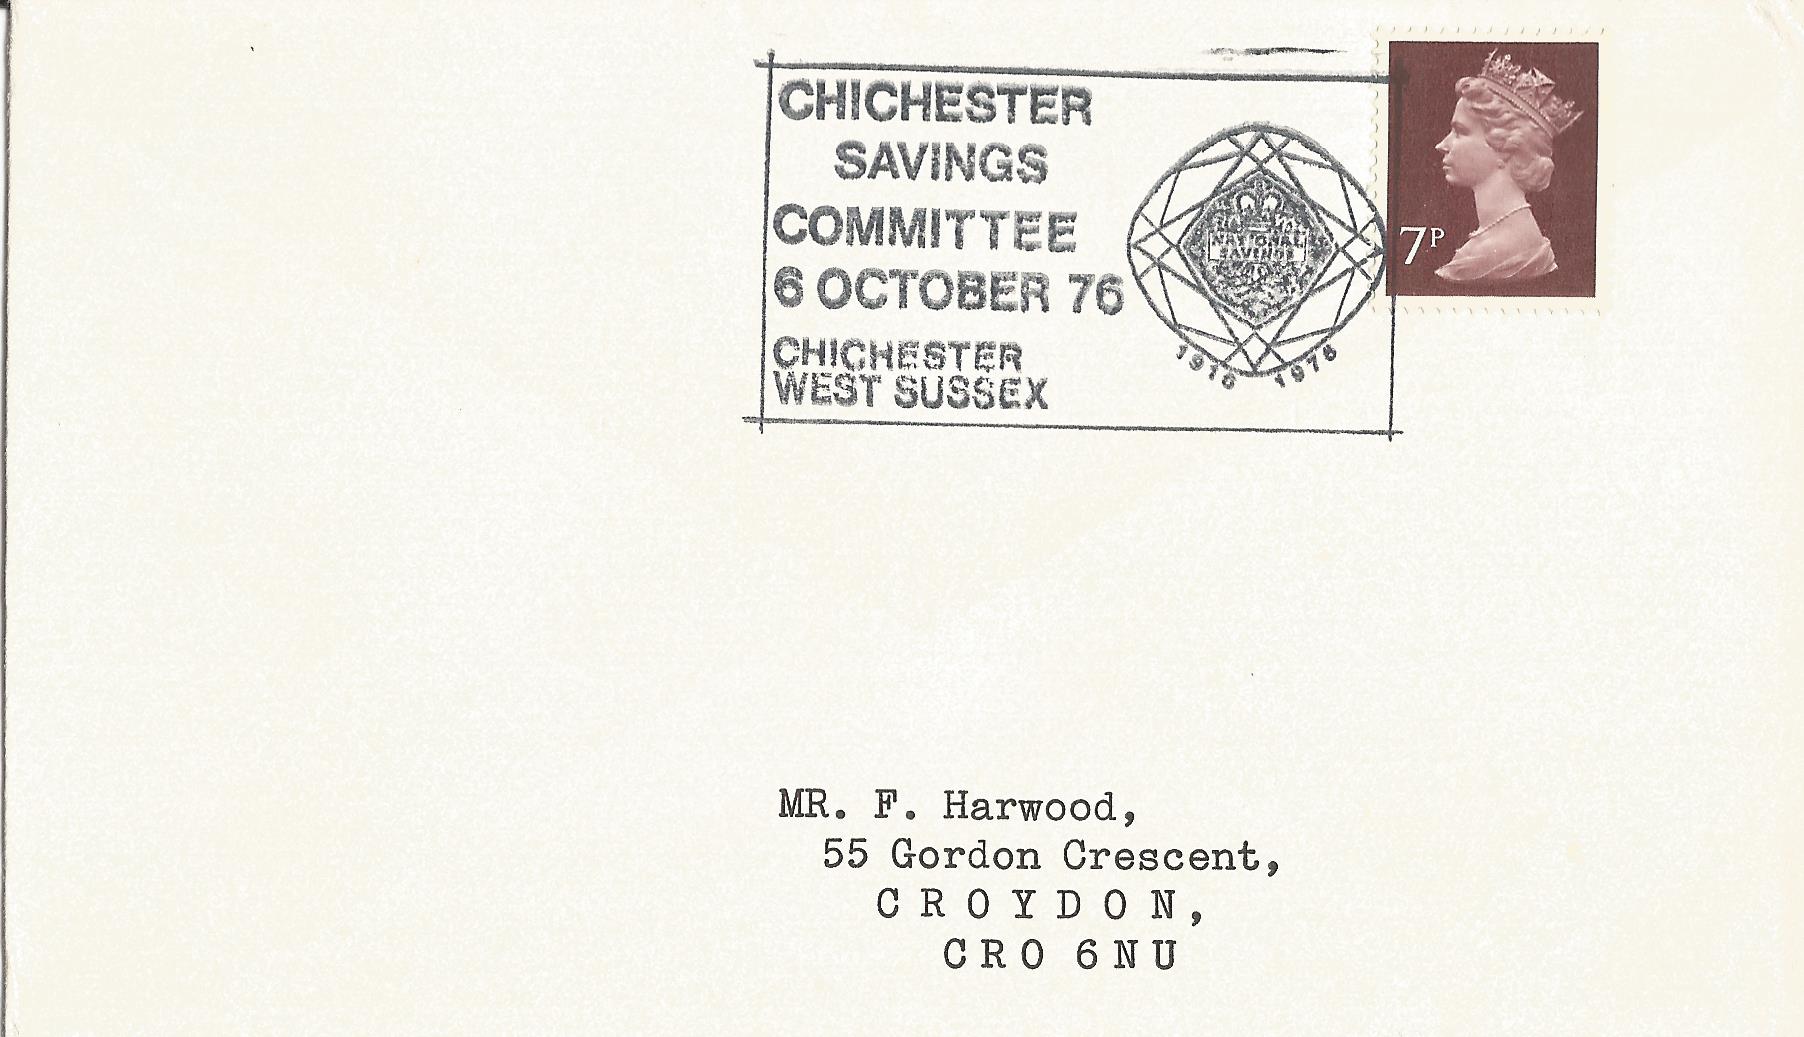 CHICHESTER
SAVINGS
COMMITTEE
6 OCTOBER 76
CHICHESTER
WEST SUSSEX
NATIONAL
SAVINGS
1916 1976
7P
MR. F. Harwood,
55 Gordon Crescent,
CROYDON,
CRO 6NU